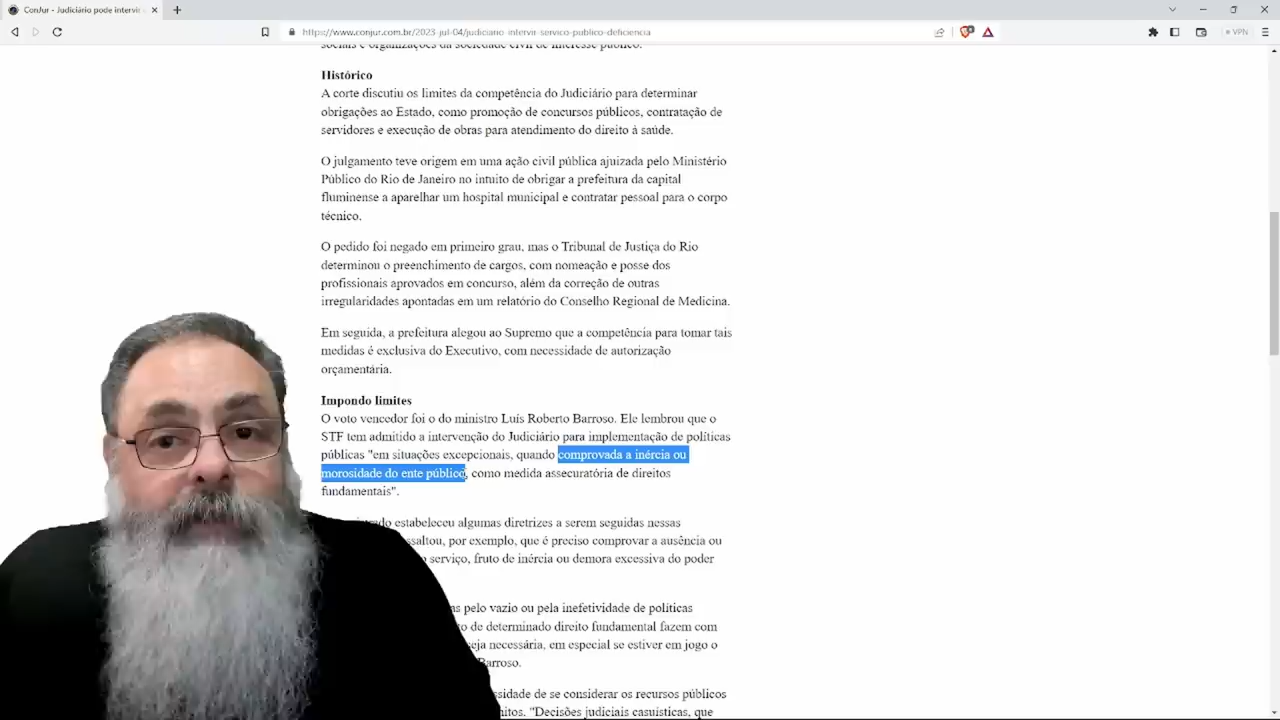 ConJur - Judiciário pode intervir
https://www.conjur.com.br/2023-jul-04/judiciario-intervir-servico-publico-deficiencia
VPN
sociais e organizações da sociedade civil de interesse público.
Histórico
A corte discutiu os limites da competência do Judiciário para determinar
obrigações ao Estado, como promoção de concursos públicos, contratação de
servidores e execução de obras para atendimento do direito à saúde.
O julgamento teve origem em uma ação civil pública ajuizada pelo Ministério
Público do Rio de Janeiro no intuito de obrigar a prefeitura da capital
fluminense a aparelhar um hospital municipal e contratar pessoal para o corpo
técnico.
O pedido foi negado em primeiro grau, mas o Tribunal de Justiça do Rio
determinou o preenchimento de cargos, com nomeação e posse dos
profissionais aprovados em concurso, além da correção de outras
irregularidades apontadas em um relatório do Conselho Regional de Medicina.
Em seguida, a prefeitura alegou ao Supremo que a competência para tomar tais
medidas é exclusiva do Executivo, com necessidade de autorização
orçamentária.
Impondo limites
O voto vencedor foi o do ministro Luís Roberto Barroso. Ele lembrou que o
STF tem admitido a intervenção do Judiciário para implementação de políticas
públicas "em situações excepcionais, quando comprovada a inércia ou
morosidade do ente público, como medida assecuratória de direitos
fundamentais".
estabeleceu algumas diretrizes a serem seguidas nessas
por exemplo, que é preciso comprovar a ausência ou
serviço, fruto de inércia ou demora excessiva do poder
pelo vazio ou pela inefetividade de políticas
de determinado direito fundamental fazem com
necessária, em especial se estiver em jogo o
Barroso.
de se considerar os recursos públicos
"Decisões judiciais casuísticas, que